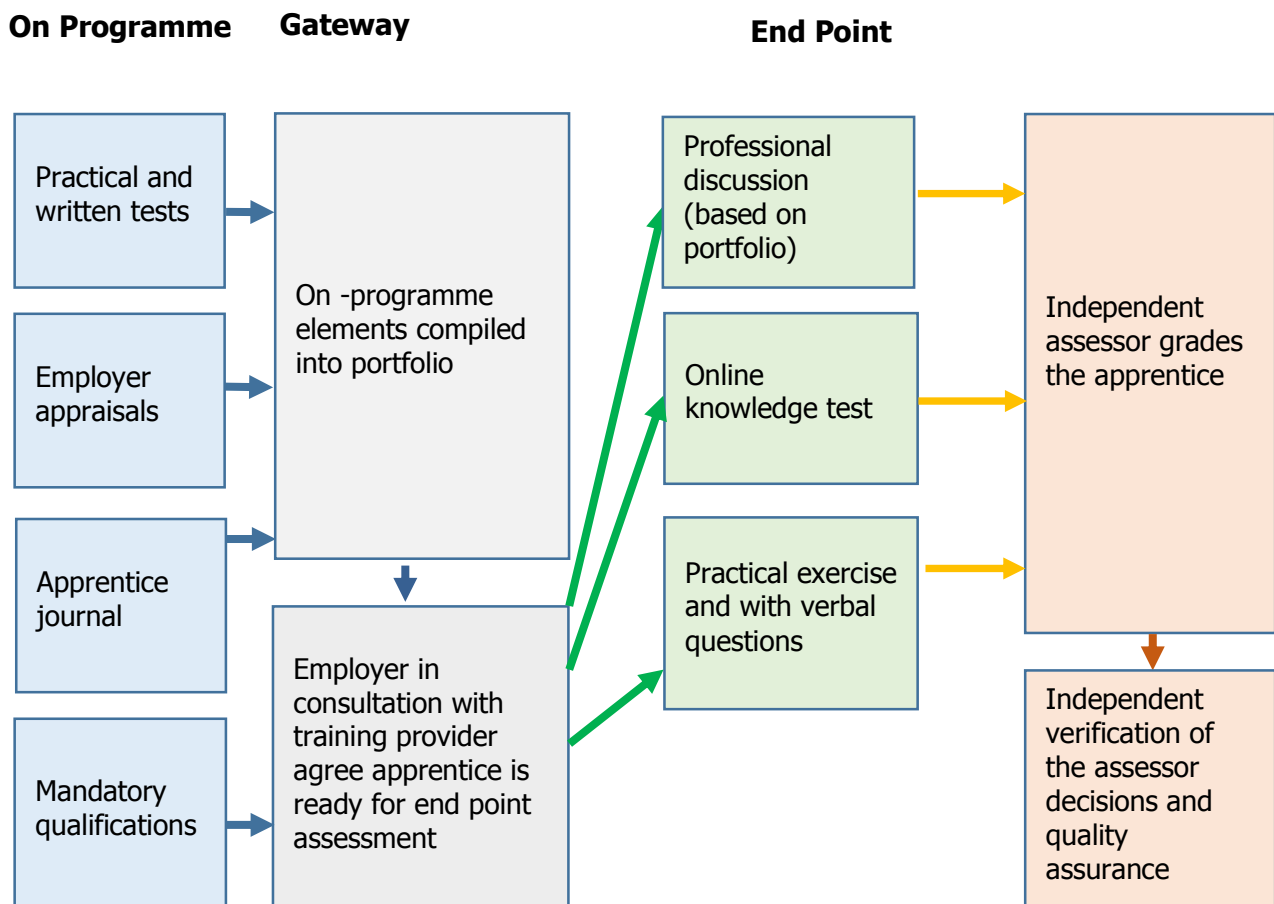 On Programme
Gateway
End Point
Practical and
written tests
Employer
appraisals
Apprentice
journal
Mandatory
qualifications
On -programme
elements compiled
into portfolio
Employer in
consultation with
training provider
agree apprentice is
ready for end point
assessment
Professional
discussion
(based on
portfolio)
Online
knowledge test
Practical exercise
and with verbal
questions
Independent
assessor grades
the apprentice
Independent
verification of
the assessor
decisions and
quality
assurance